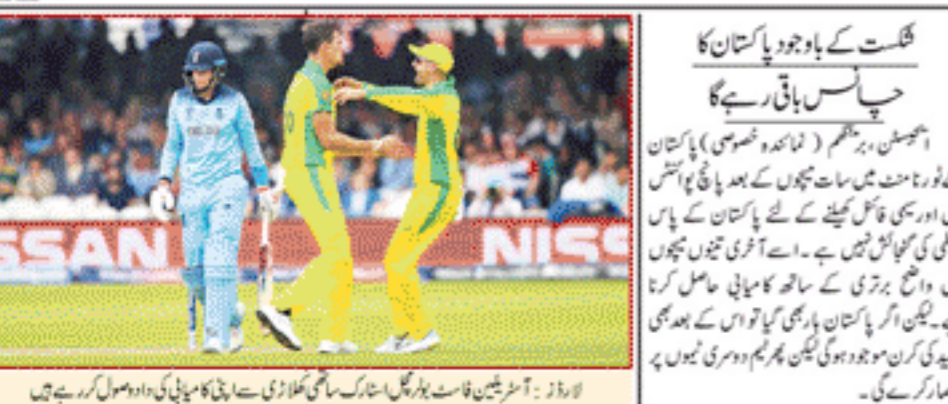 شکست کے باوجود پاکستان کا
چانس باقی رہے گا
ایجبسٹن، برمنگھم (نمائندہ خصوصی) پاکستان
ٹورنامنٹ میں سات میچوں کے بعد پانچ پوائنٹس
اور سیمی فائنل کھیلنے کے لئے پاکستان کے پاس
کی گنجائش نہیں ہے۔ اسے آخری تینوں میچوں
واضح برتری کے ساتھ کامیابی حاصل کرنا
لیکن اگر پاکستان ہار بھی گیا تو اس کے بعد بھی
کی کرن موجود ہوگی لیکن پھر ٹیم دوسری ٹیموں پر
کرے گی۔
SSAN
NISS
لارڈز: آسٹریلین فاسٹ بولر مچل اسٹارک ساتھی کھلاڑی سے اپنی کامیابی کی داد وصول کر رہے ہیں